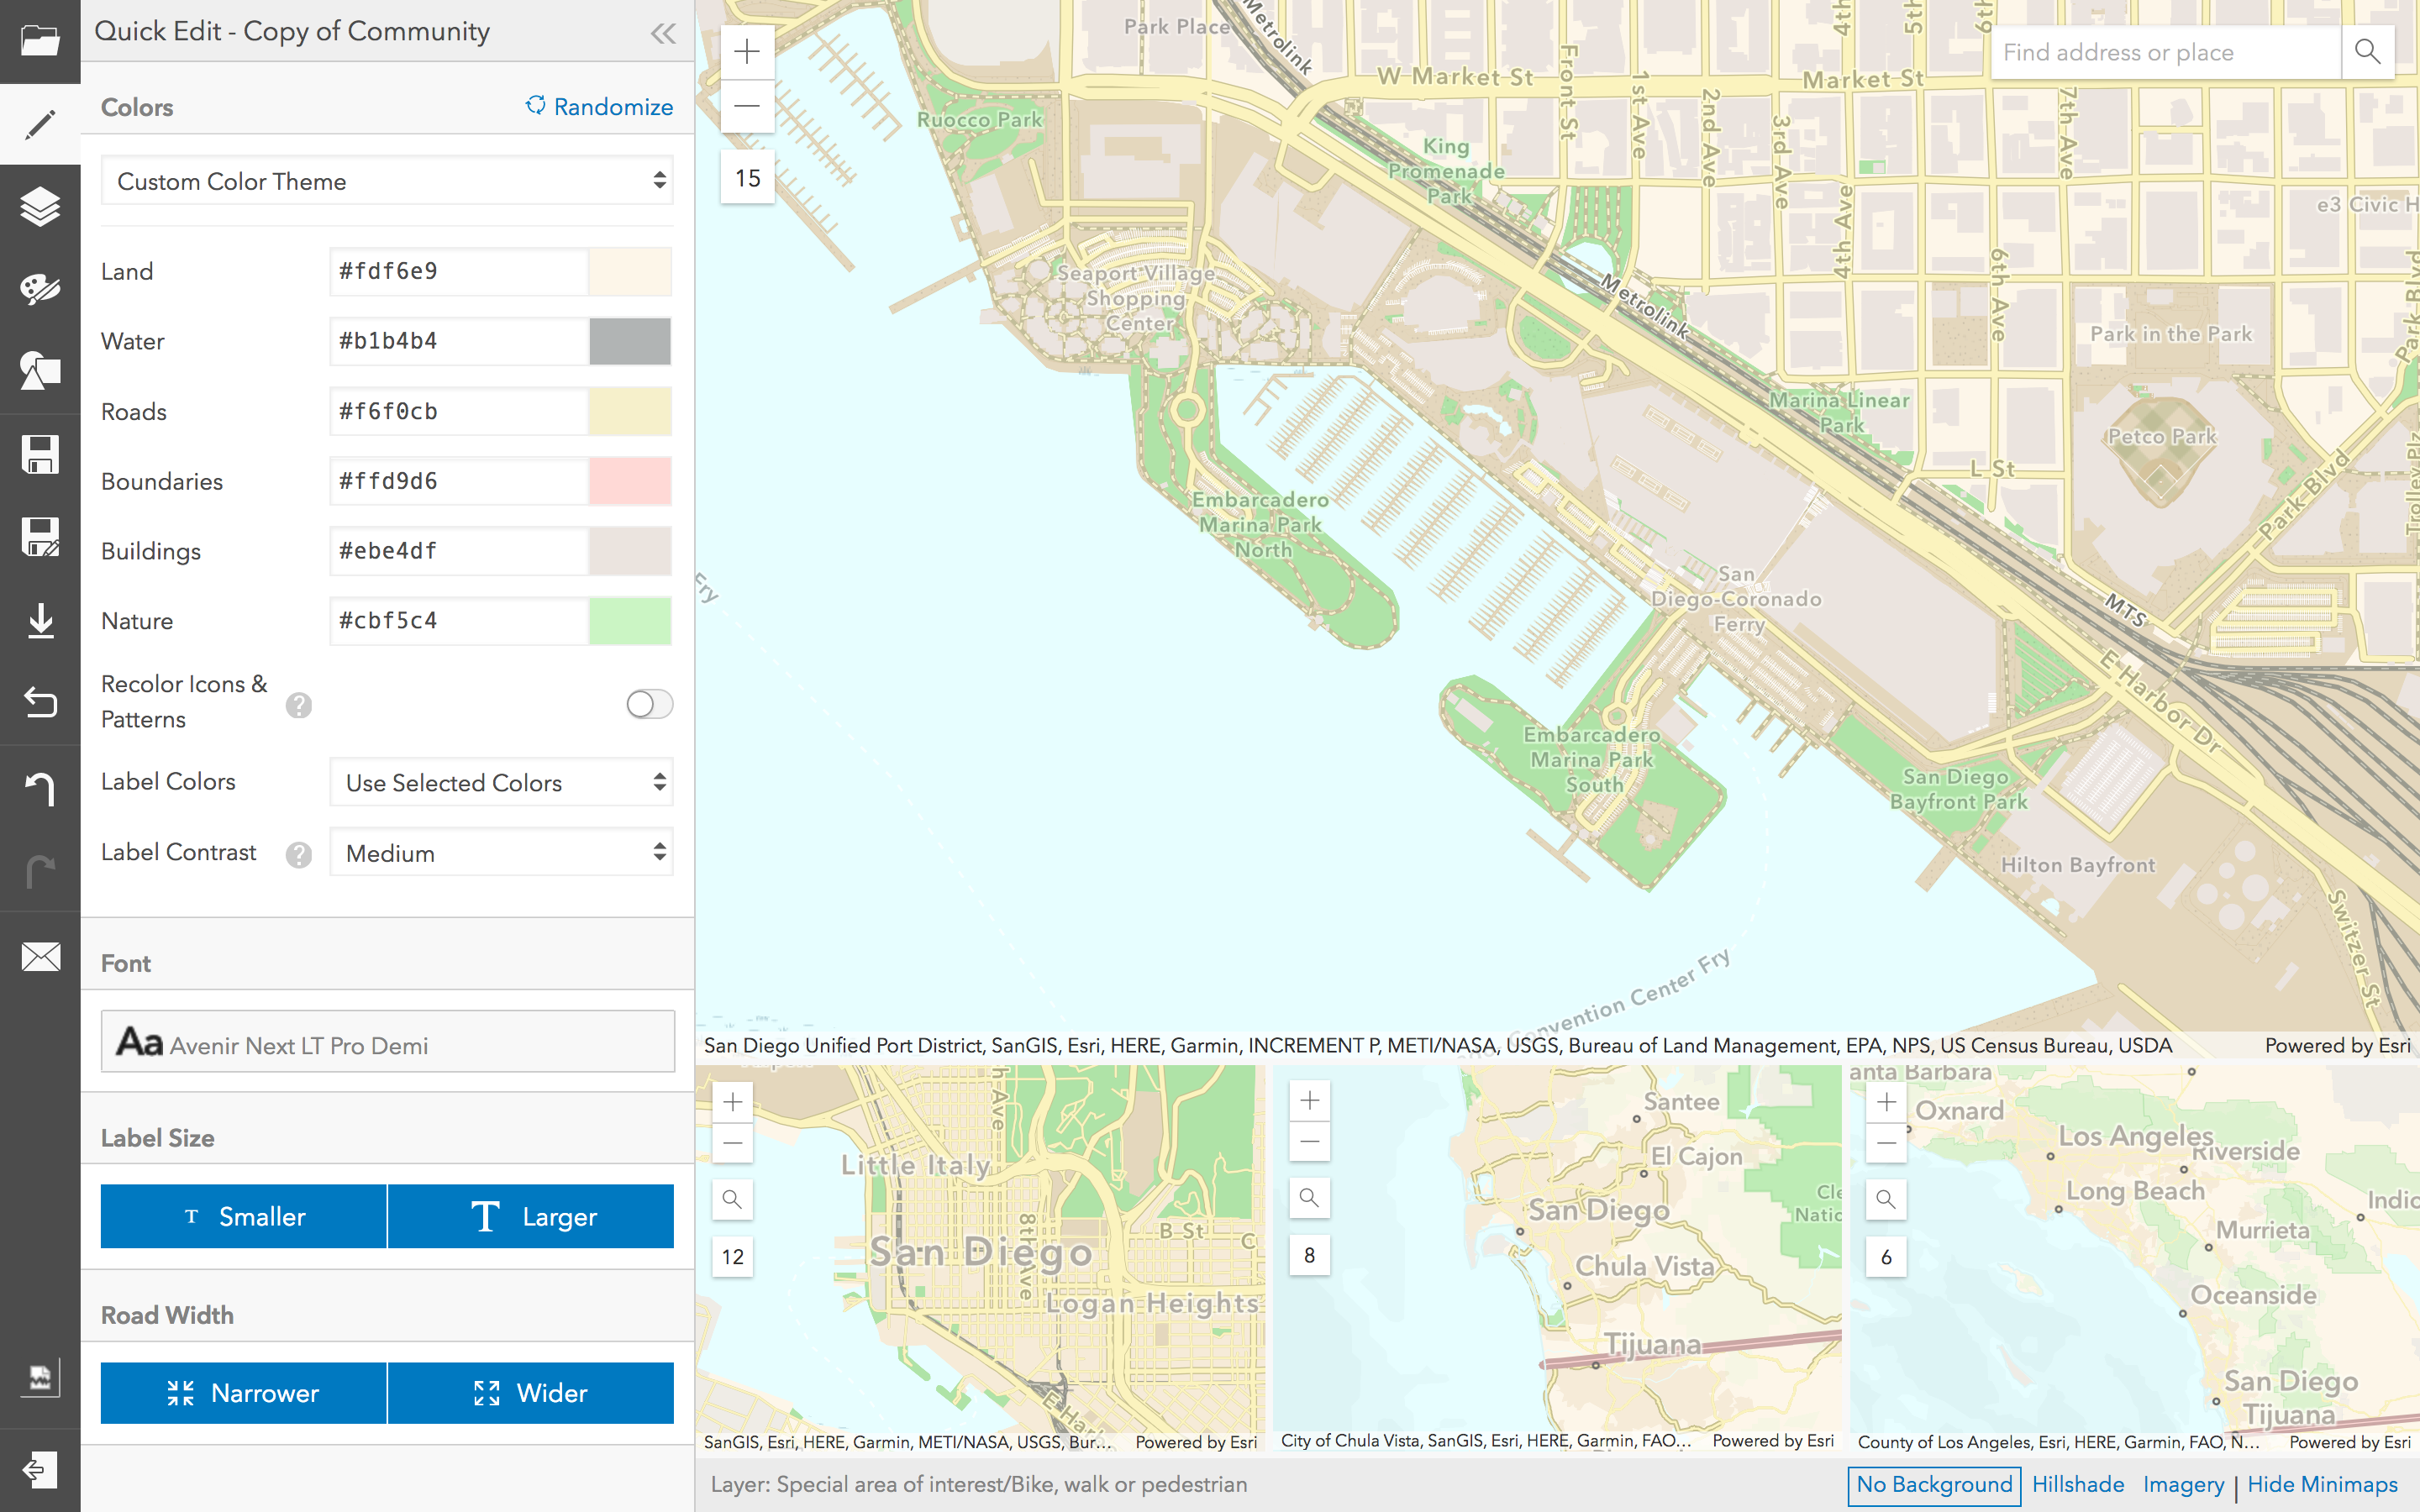 Quick Edit - Copy of Community
Colors
Randomize
Custom Color Theme
Land
#fdf6e9
Water
#b1b4b4
Roads
#f6f0cb
Boundaries
#ffd9d6
Buildings
#ebe4df
Nature
#cbf5c4
Recolor Icons &
Patterns
?
Label Colors
Use Selected Colors
Label Contrast
?
Medium
Font
Aa Avenir Next LT Pro Demi
Label Size
T Smaller
T Larger
Road Width
Narrower
Wider
15
Find address or place
Park Place
Metrolink
W Market St
Market St
Front St
1st Ave
2nd Ave
3rd Ave
4th Ave
4th
5th
6th
7th Ave
Ruocco Park
King
Promenade
Park
e3 Civic H
Seaport Village
Shopping
Center
Metrolink
4th Ave
6th Ave
Park in the Park
Park Blvd
Marina Linear
Park
Petco Park
L St
Park Blvd
Trolley Plz
Embarcadero
Marina Park
North
Fry
San
Diego-Coronado
Ferry
MTS
E Harbor Dr
Embarcadero
Marina Park
South
San Diego
Bayfront Park
Hilton Bayfront
Switzer St
Convention Center Fry
San Diego Unified Port District, SanGIS, Esri, HERE, Garmin, INCREMENT P, METI/NASA, USGS, Bureau of Land Management, EPA, NPS, US Census Bureau, USDA
Powered by Esri
12
Little Italy
San Diego
8th Ave
B St
C
Logan Heights
SanGIS, Esri, HERE, Garmin, METI/NASA, USGS, Bur...
Powered by Esri
8
Santee
El Cajon
San Diego
Cle
Natio
Chula Vista
Tijuana
City of Chula Vista, SanGIS, Esri, HERE, Garmin, FAO...
Powered by Esri
6
anta Barbara
Oxnard
Los Angeles
Riverside
Long Beach
Indio
Murrieta
Oceanside
San Diego
Tijuana
County of Los Angeles, Esri, HERE, Garmin, FAO, N...
Powered by Esri
Layer: Special area of interest/Bike, walk or pedestrian
No Background
Hillshade
Imagery
|
Hide Minimaps